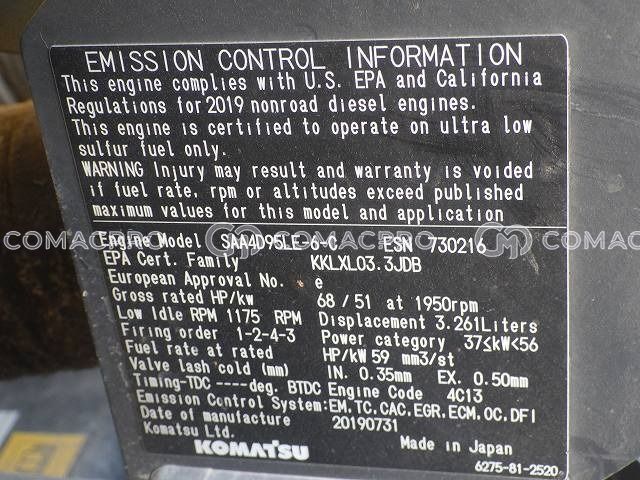 EMISSION CONTROL INFORMATION
This engine complies with U.S. EPA and California
Regulations for 2019 nonroad diesel engines.
This engine is certified to operate on ultra low
sulfur fuel only.
WARNING Injury may result and warranty is voided
if fuel rate, rpm or altitudes exceed published
maximum values for this model and application
Engine Model SAA4D95LE-6-C ESN 730216
EPA Cert. Family KKLXL03.3JDB
European Approval No. e
Gross rated HP/kw 68/51 at 1950rpm
Low Idle RPM 1175 RPM Displacement 3.261Liters
Firing order 1-2-4-3 Power category 37≤kW<56
Fuel rate at rated HP/kW 59 mm3/st
Valve lash cold (mm) IN. 0.35mm EX. 0.50mm
Timing-TDC ----deg. BTDC Engine Code 4C13
Emission Control System:EM,TC,CAC,EGR,ECM,OC,DFI
Date of manufacture 20190731
Komatsu Ltd.
KOMATSU Made in Japan
6275-81-2520
COMACPRO COMACPRO COMACPRO